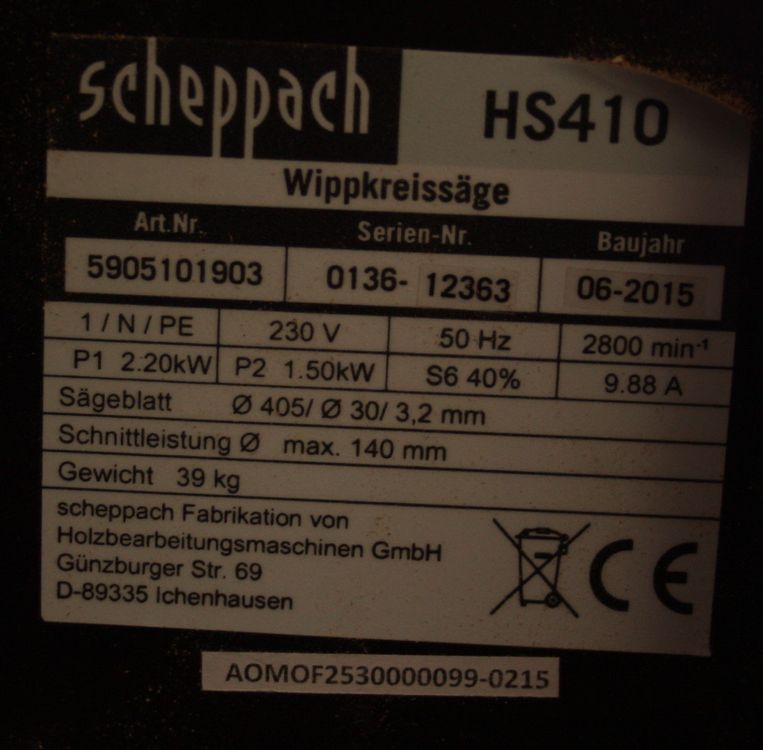 scheppach HS410
Wippkreissäge
Art.Nr. Serien-Nr. Baujahr
5905101903 0136- 12363 06-2015
1 / N / PE 230 V 50 Hz 2800 min⁻¹
P1 2.20kW P2 1.50kW S6 40% 9.88 A
Sägeblatt Ø 405/ Ø 30/ 3,2 mm
Schnittleistung Ø max. 140 mm
Gewicht 39 kg
scheppach Fabrikation von
Holzbearbeitungsmaschinen GmbH
Günzburger Str. 69
D-89335 Ichenhausen
CE
AOMOF2530000099-0215